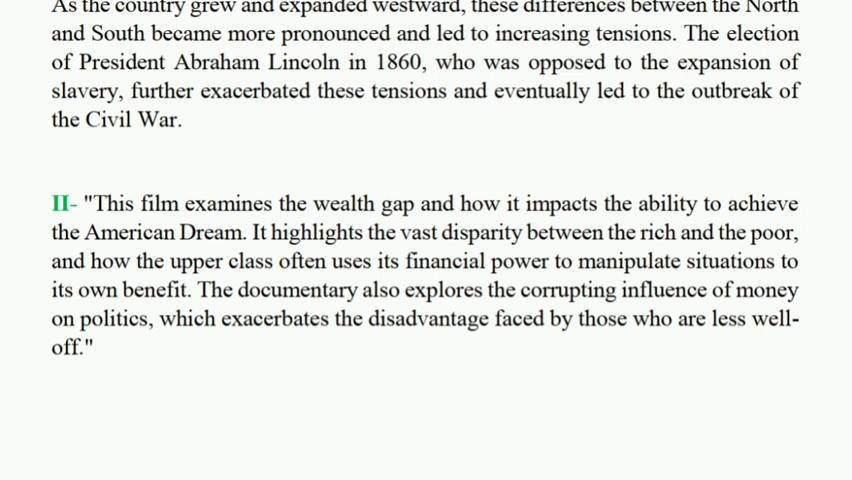 As the country grew and expanded westward, these differences between the North
and South became more pronounced and led to increasing tensions. The election
of President Abraham Lincoln in 1860, who was opposed to the expansion of
slavery, further exacerbated these tensions and eventually led to the outbreak of
the Civil War.
II- "This film examines the wealth gap and how it impacts the ability to achieve
the American Dream. It highlights the vast disparity between the rich and the poor,
and how the upper class often uses its financial power to manipulate situations to
its own benefit. The documentary also explores the corrupting influence of money
on politics, which exacerbates the disadvantage faced by those who are less well-
off."